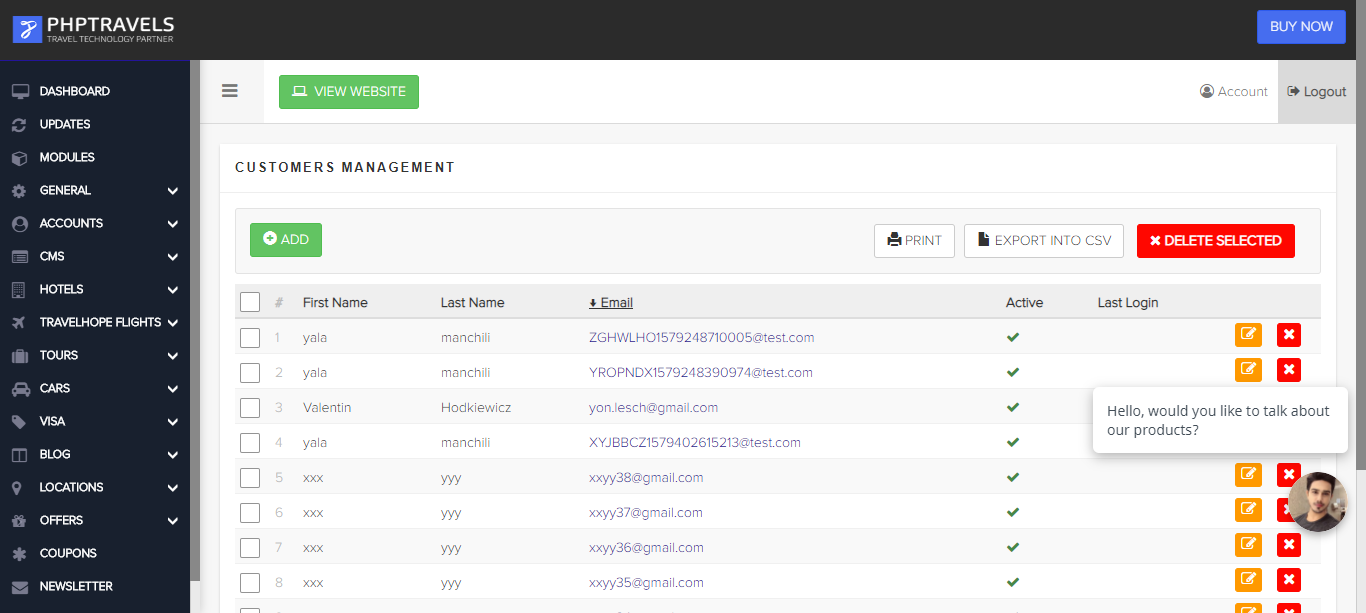 PHPTRAVELS
TRAVEL TECHNOLOGY PARTNER
BUY NOW
DASHBOARD
UPDATES
MODULES
GENERAL
ACCOUNTS
CMS
HOTELS
TRAVELHOPE FLIGHTS
TOURS
CARS
VISA
BLOG
LOCATIONS
OFFERS
COUPONS
NEWSLETTER
VIEW WEBSITE
Account
Logout
CUSTOMERS MANAGEMENT
ADD
PRINT
EXPORT INTO CSV
DELETE SELECTED
# First Name Last Name Email Active Last Login
1 yala manchili ZGHWLHO1579248710005@test.com
2 yala manchili YROPNDX1579248390974@test.com
3 Valentin Hodkiewicz yon.lesch@gmail.com
4 yala manchili XYJBBCZ1579402615213@test.com
5 xxx yyy xxyy38@gmail.com
6 xxx yyy xxyy37@gmail.com
7 xxx yyy xxyy36@gmail.com
8 xxx yyy xxyy35@gmail.com
Hello, would you like to talk about
our products?